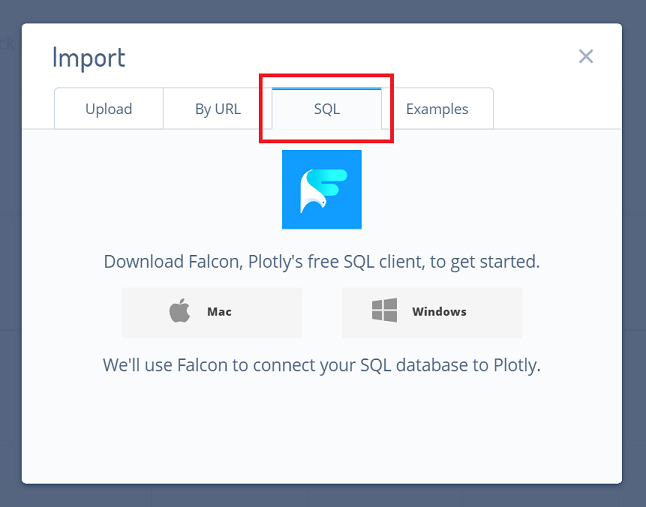 Import
Upload By URL SQL Examples
Download Falcon, Plotly's free SQL client, to get started.
Mac Windows
We'll use Falcon to connect your SQL database to Plotly.